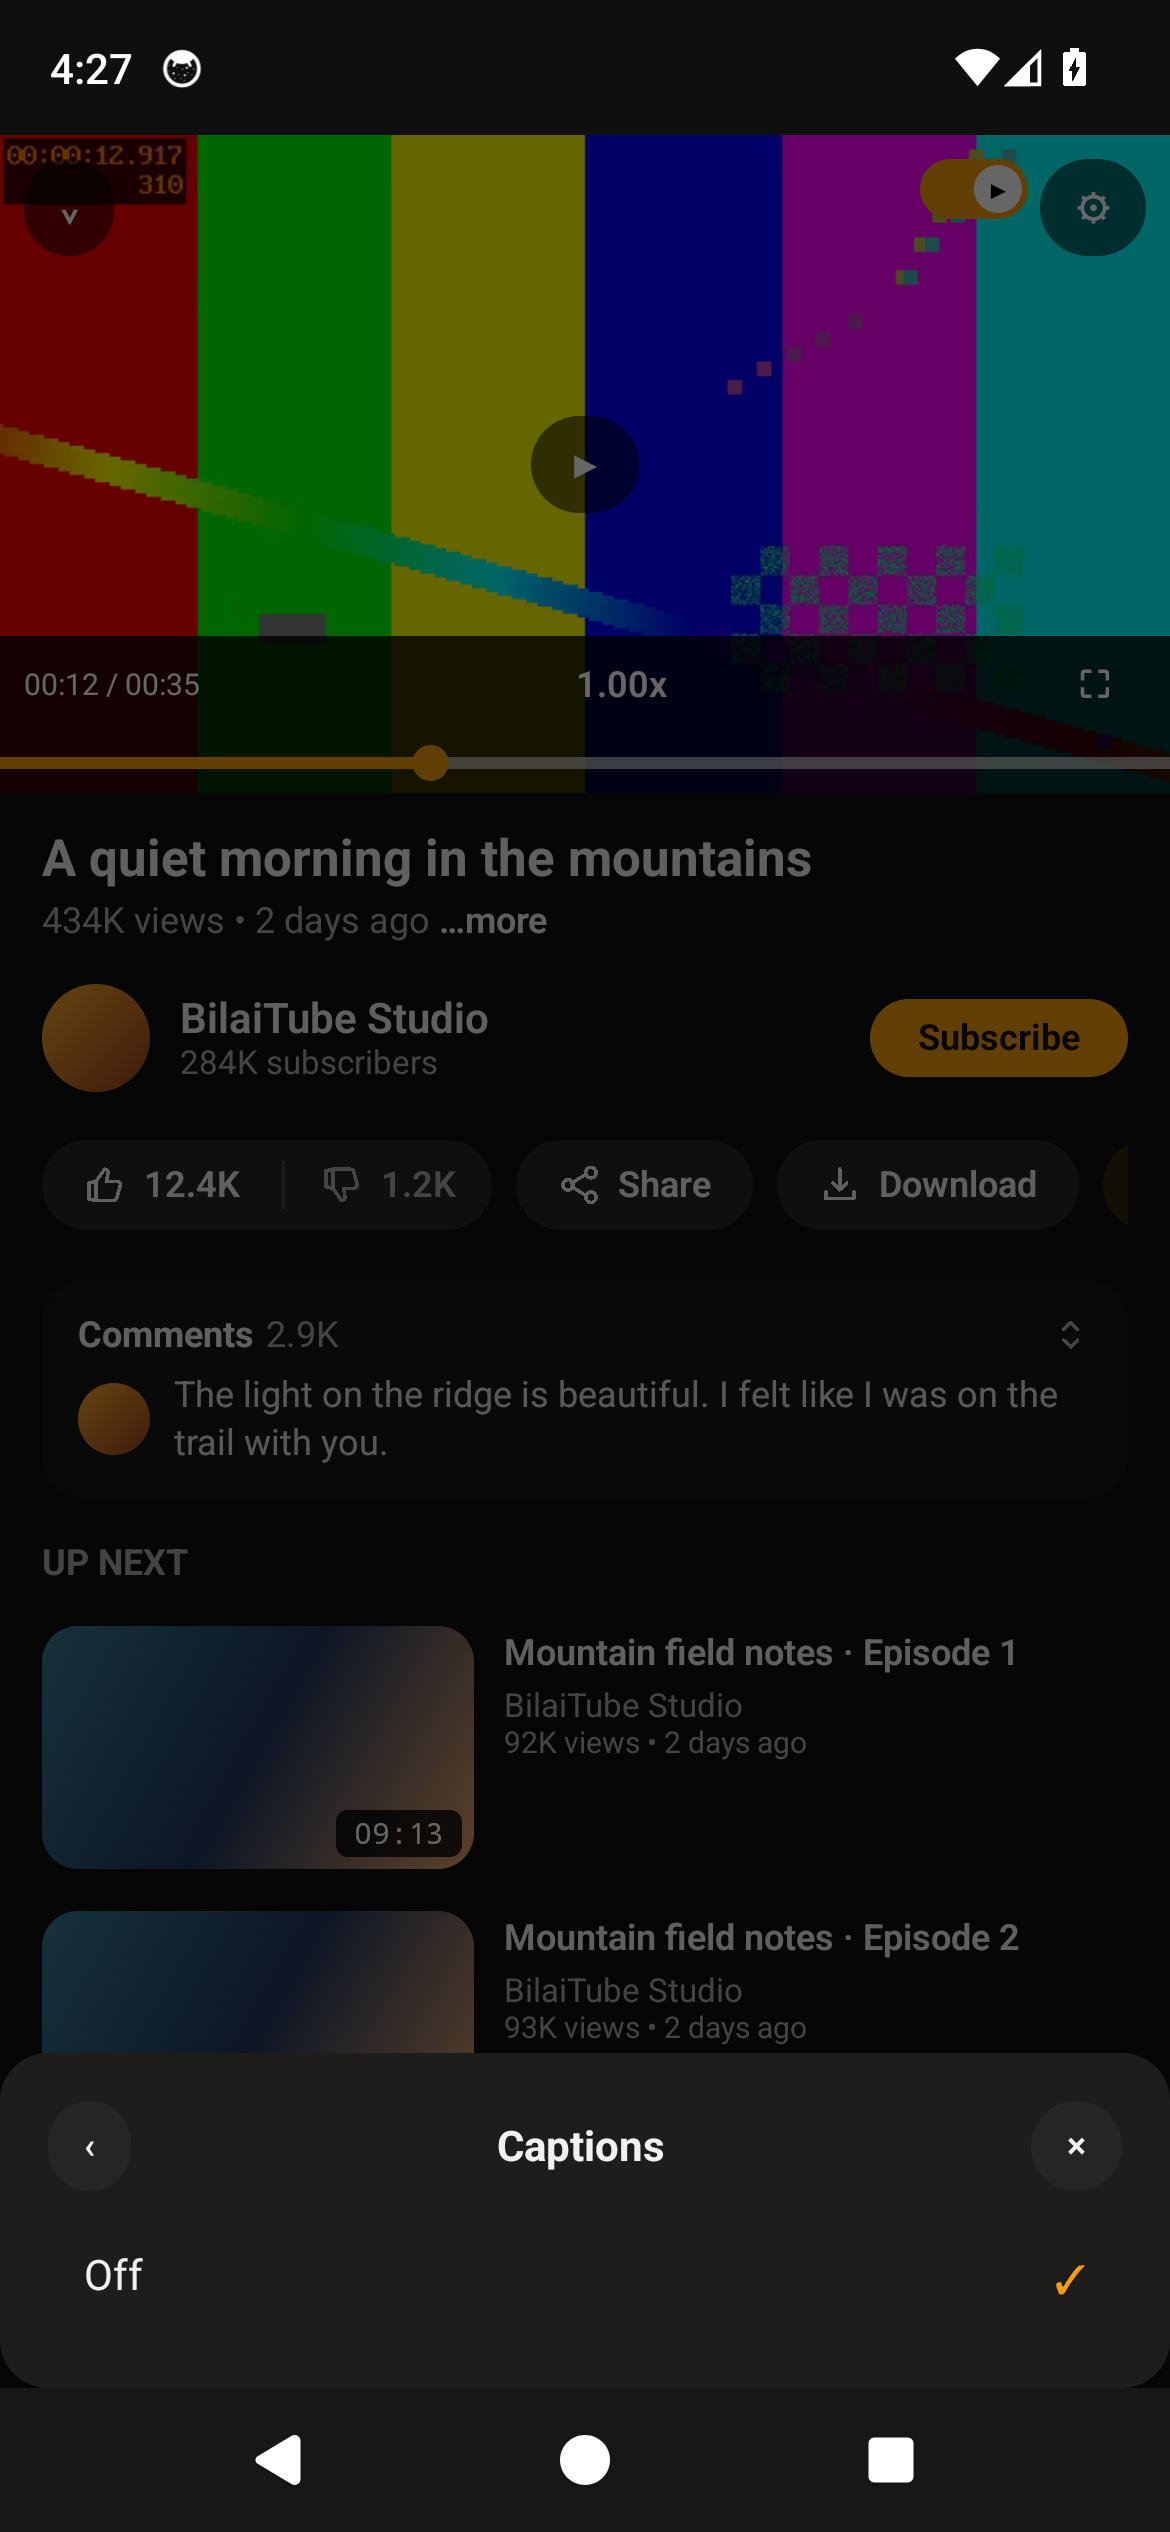 4:27
00:00:12.917
310
00:12 / 00:35
1.00x
A quiet morning in the mountains
434K views • 2 days ago ...more
BilaiTube Studio
284K subscribers
Subscribe
12.4K
1.2K
Share
Download
Comments 2.9K
The light on the ridge is beautiful. I felt like I was on the
trail with you.
UP NEXT
Mountain field notes · Episode 1
BilaiTube Studio
92K views • 2 days ago
09:13
Mountain field notes · Episode 2
BilaiTube Studio
93K views • 2 days ago
Captions
Off